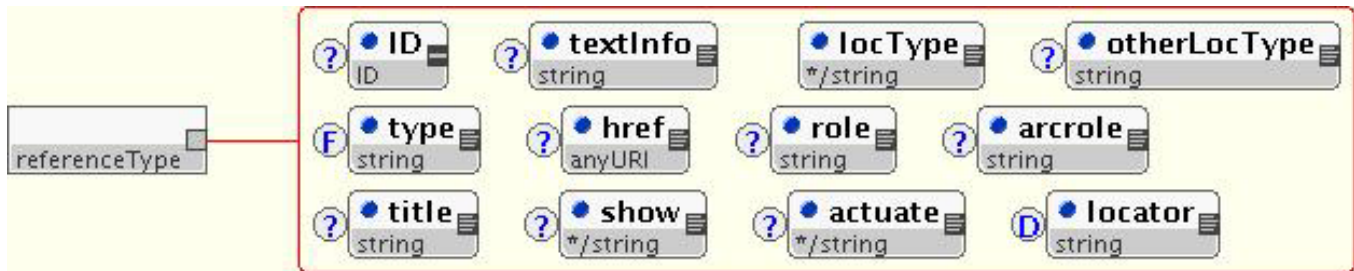 ? ID ? textInfo locType ? otherLocType
ID string */string string
referenceType
F type ? href ? role ? arcrole
string anyURI string string
? title ? show ? actuate D locator
string */string */string string